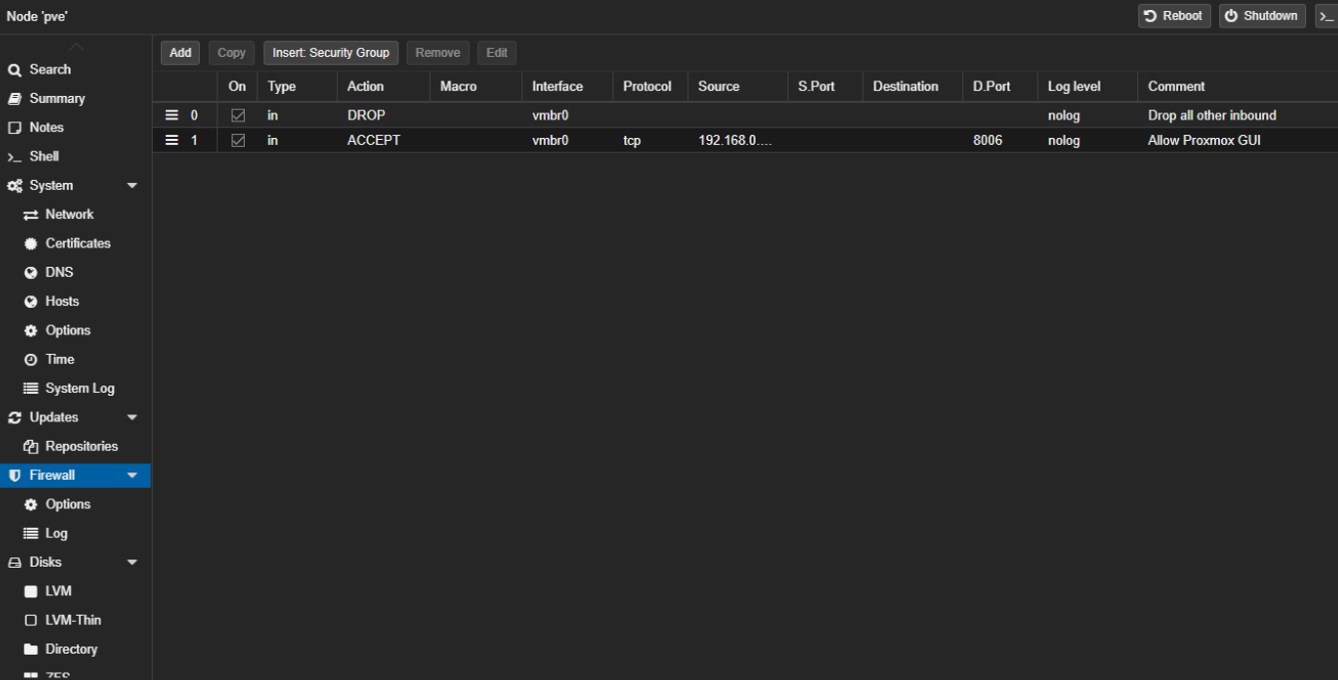 Node 'pve'
Reboot
Shutdown
Search
Summary
Notes
Shell
System
Network
Certificates
DNS
Hosts
Options
Time
System Log
Updates
Repositories
Firewall
Options
Log
Disks
LVM
LVM-Thin
Directory
ZFS
Add Copy Insert: Security Group Remove Edit
On Type Action Macro Interface Protocol Source S.Port Destination D.Port Log level Comment
0 in DROP vmbr0 nolog Drop all other inbound
1 in ACCEPT vmbr0 tcp 192.168.0.... 8006 nolog Allow Proxmox GUI